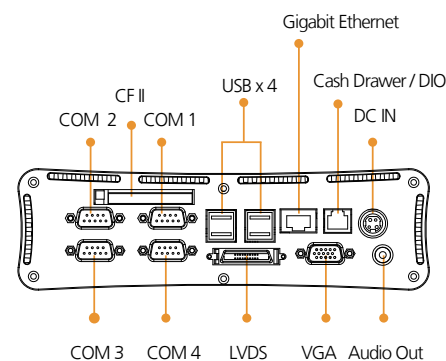 Gigabit Ethernet
USB x 4
Cash Drawer / DIO
CF II
DC IN
COM 2
COM 1
COM 3
COM 4
LVDS
VGA
Audio Out